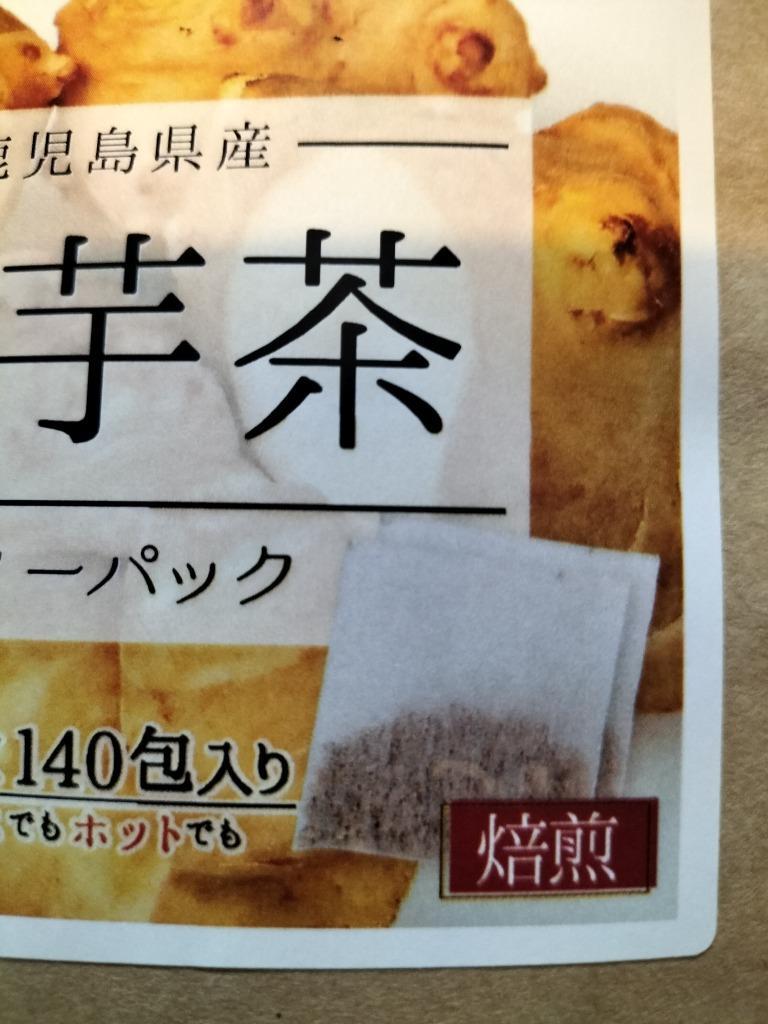 鹿児島県産
芋茶
ーパック
140包入り
でもホットでも
焙煎